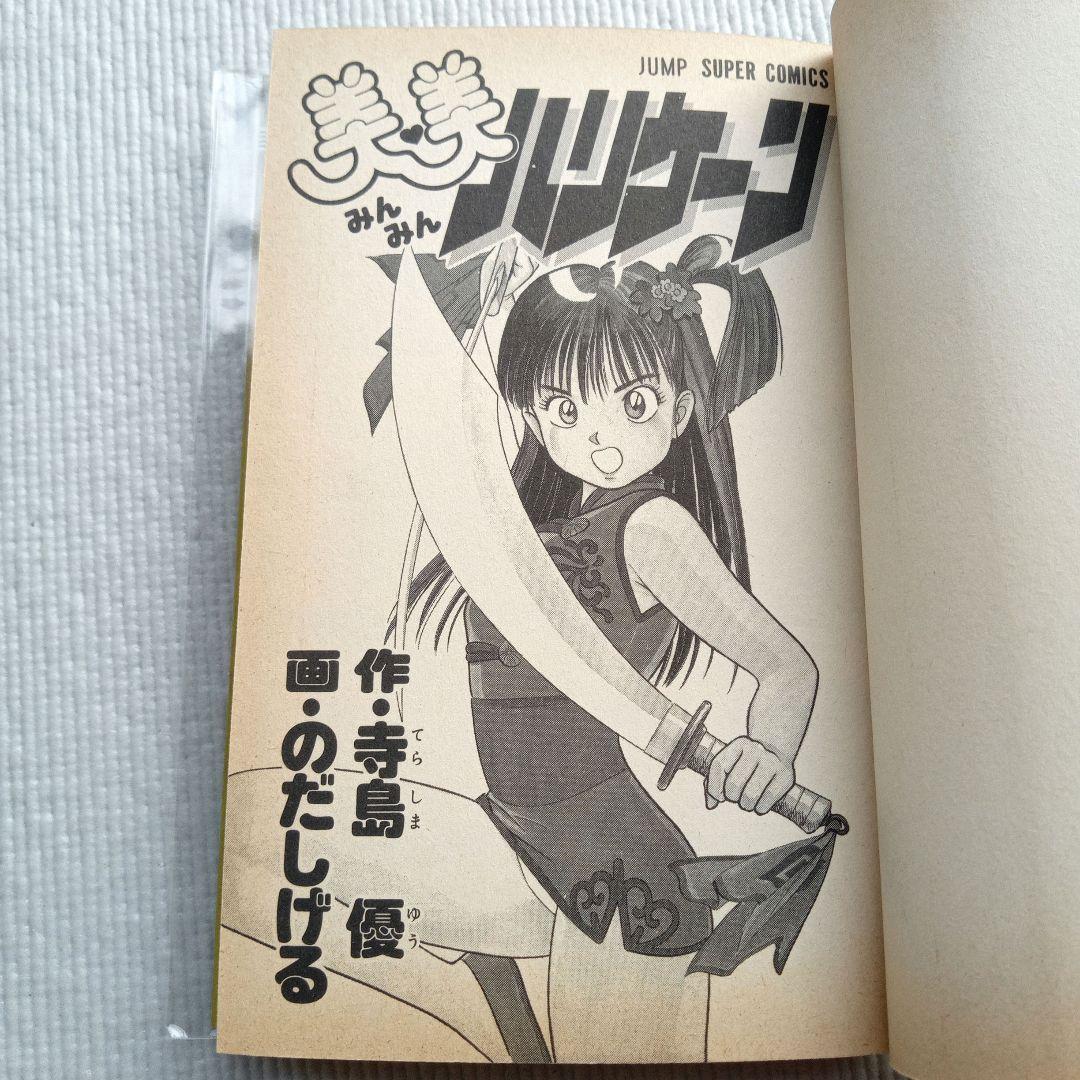 JUMP SUPER COMICS
美・美
ハリケーン
みん
みん
作・寺島 優
てらしま ゆう
画・のだしげる